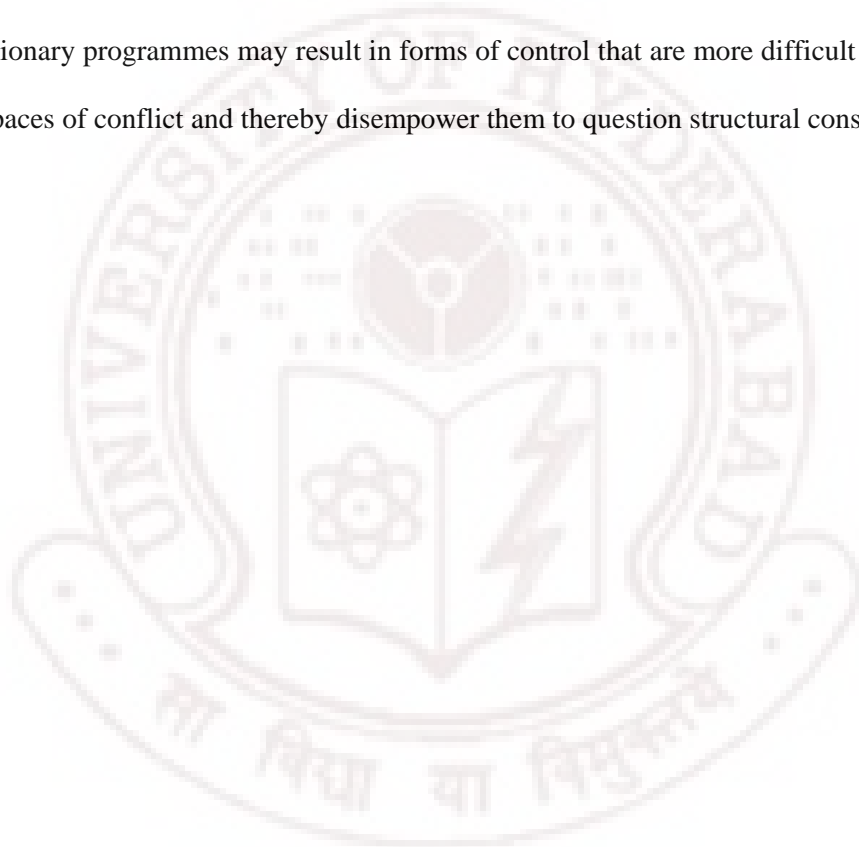 ionary programmes may result in forms of control that are more difficult
paces of conflict and thereby disempower them to question structural cons
UNIVERSITY OF HYDERABAD
सा विद्या या विमुक्तये